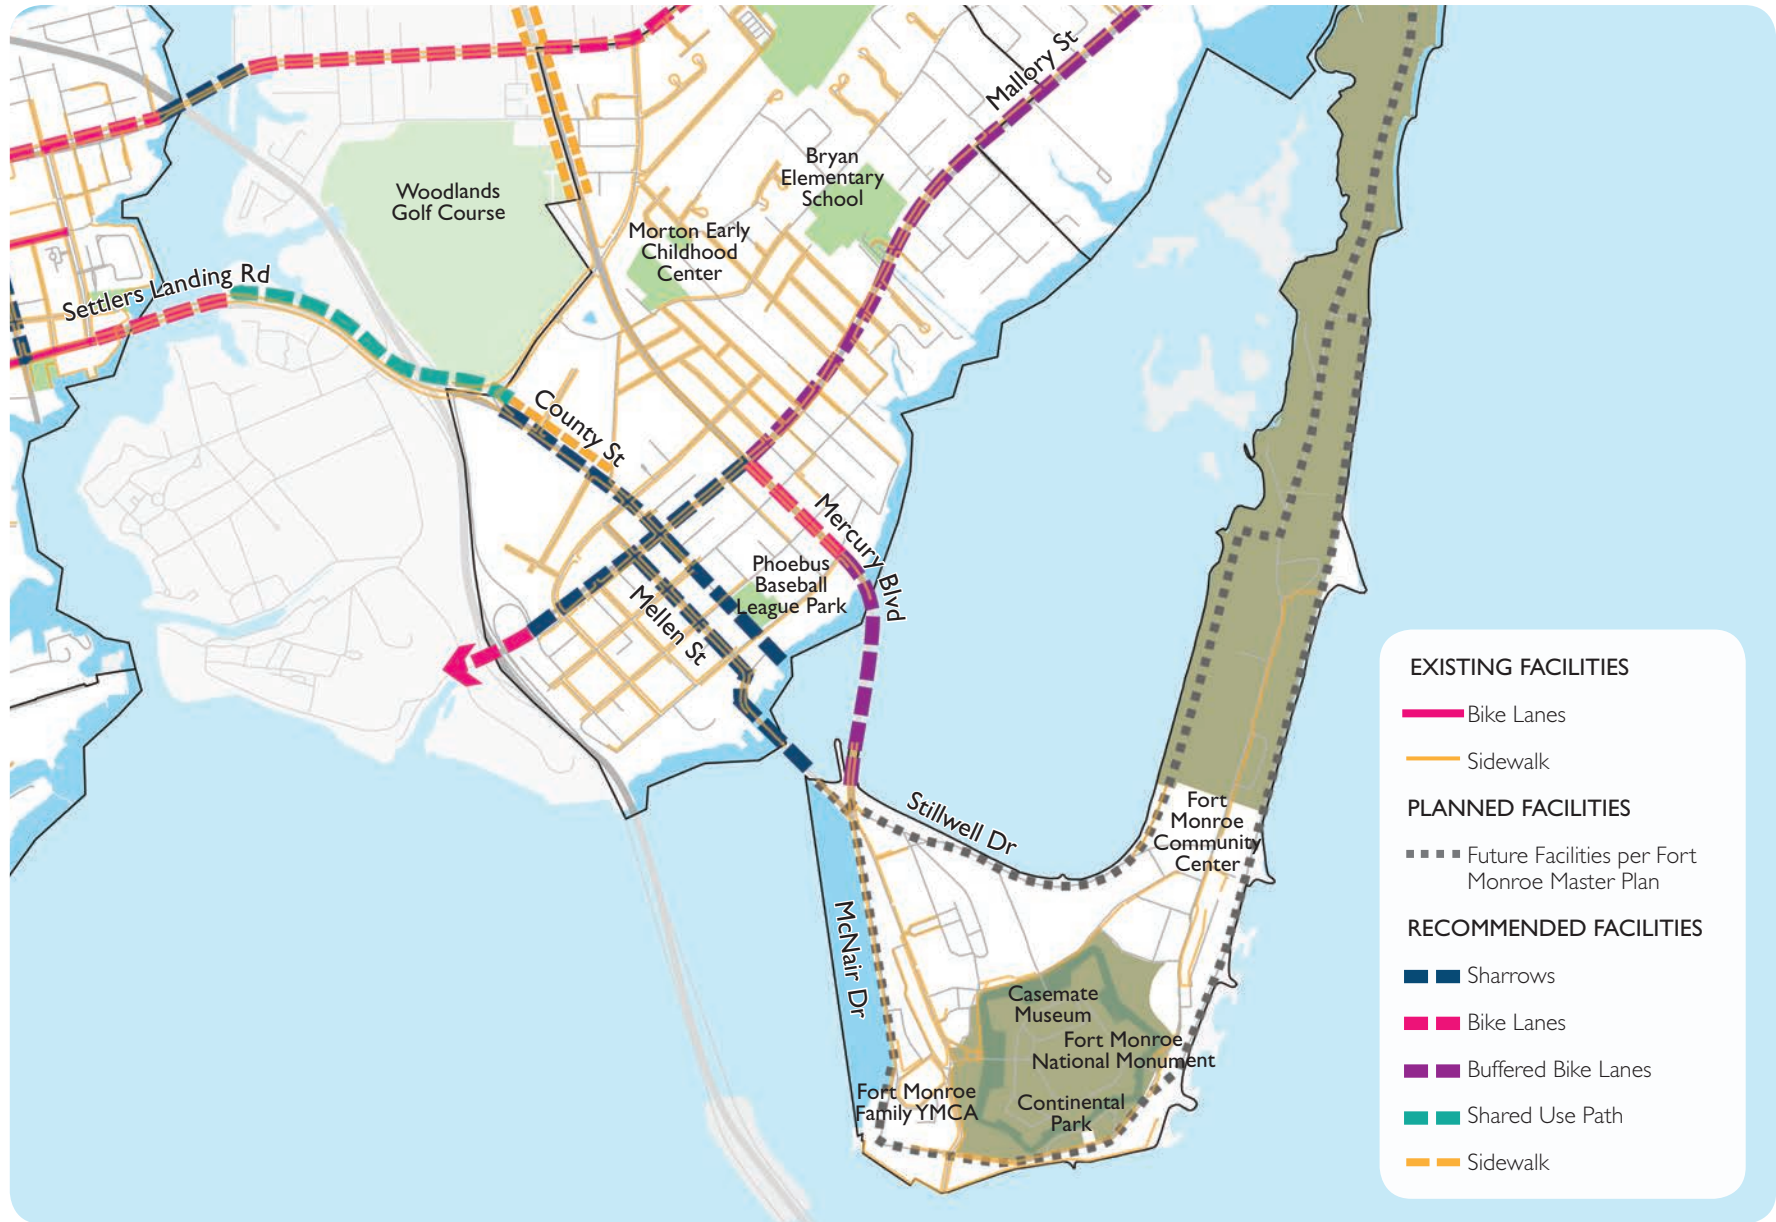 Mallory St
Bryan
Elementary
School
Woodlands
Golf Course
Morton Early
Childhood
Center
Settlers Landing Rd
County St
Mercury Blvd
Phoebus
Baseball
League Park
Mellen St
Stillwell Dr
Fort
Monroe
Community
Center
McNair Dr
Casemate
Museum
Fort Monroe
National Monument
Continental
Park
Fort Monroe
Family YMCA
EXISTING FACILITIES
Bike Lanes
Sidewalk
PLANNED FACILITIES
Future Facilities per Fort
Monroe Master Plan
RECOMMENDED FACILITIES
Sharrows
Bike Lanes
Buffered Bike Lanes
Shared Use Path
Sidewalk